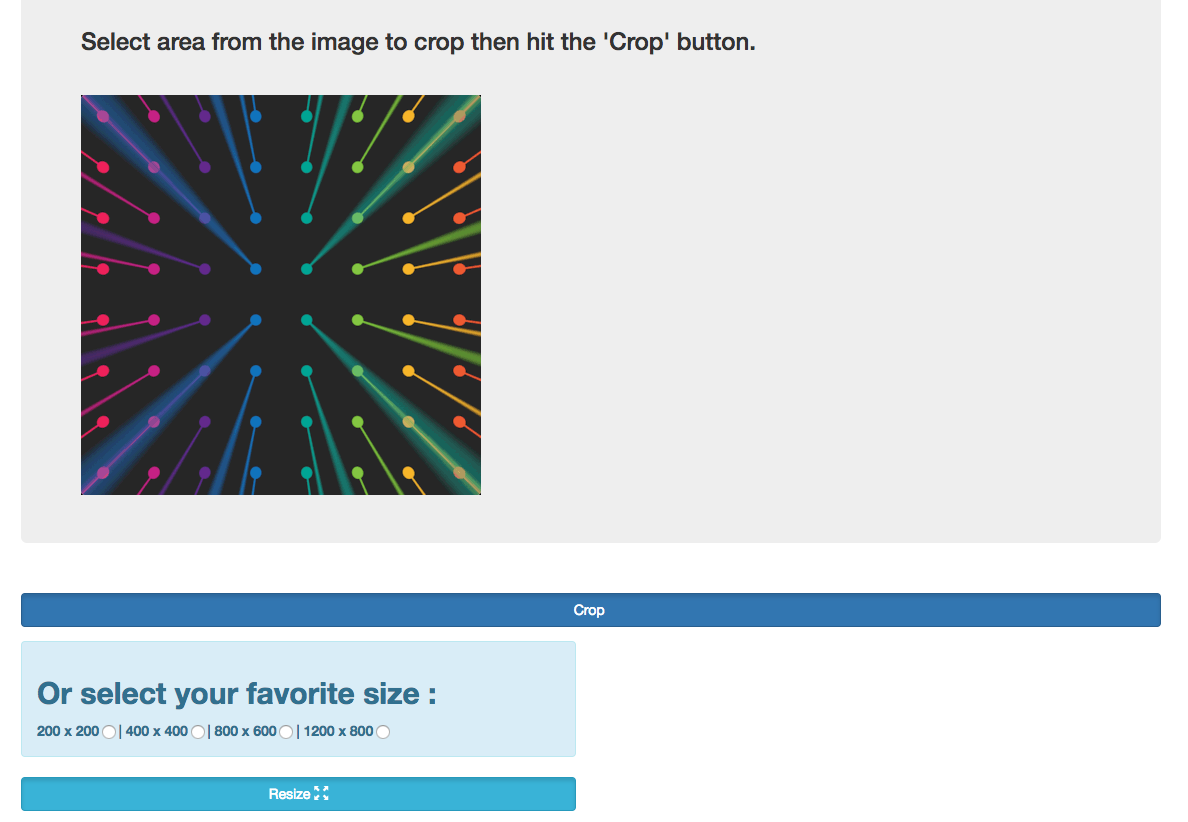 Select area from the image to crop then hit the 'Crop' button.
Crop
Or select your favorite size :
200 x 200 | 400 x 400 | 800 x 600 | 1200 x 800
Resize